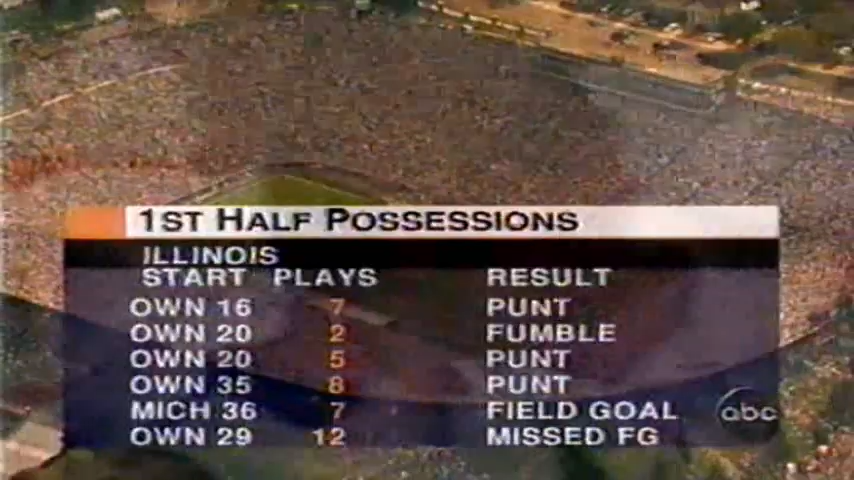 1ST HALF POSSESSIONS
ILLINOIS
START PLAYS RESULT
OWN 16 7 PUNT
OWN 20 2 FUMBLE
OWN 20 5 PUNT
OWN 35 8 PUNT
MICH 36 7 FIELD GOAL
OWN 29 12 MISSED FG
abc